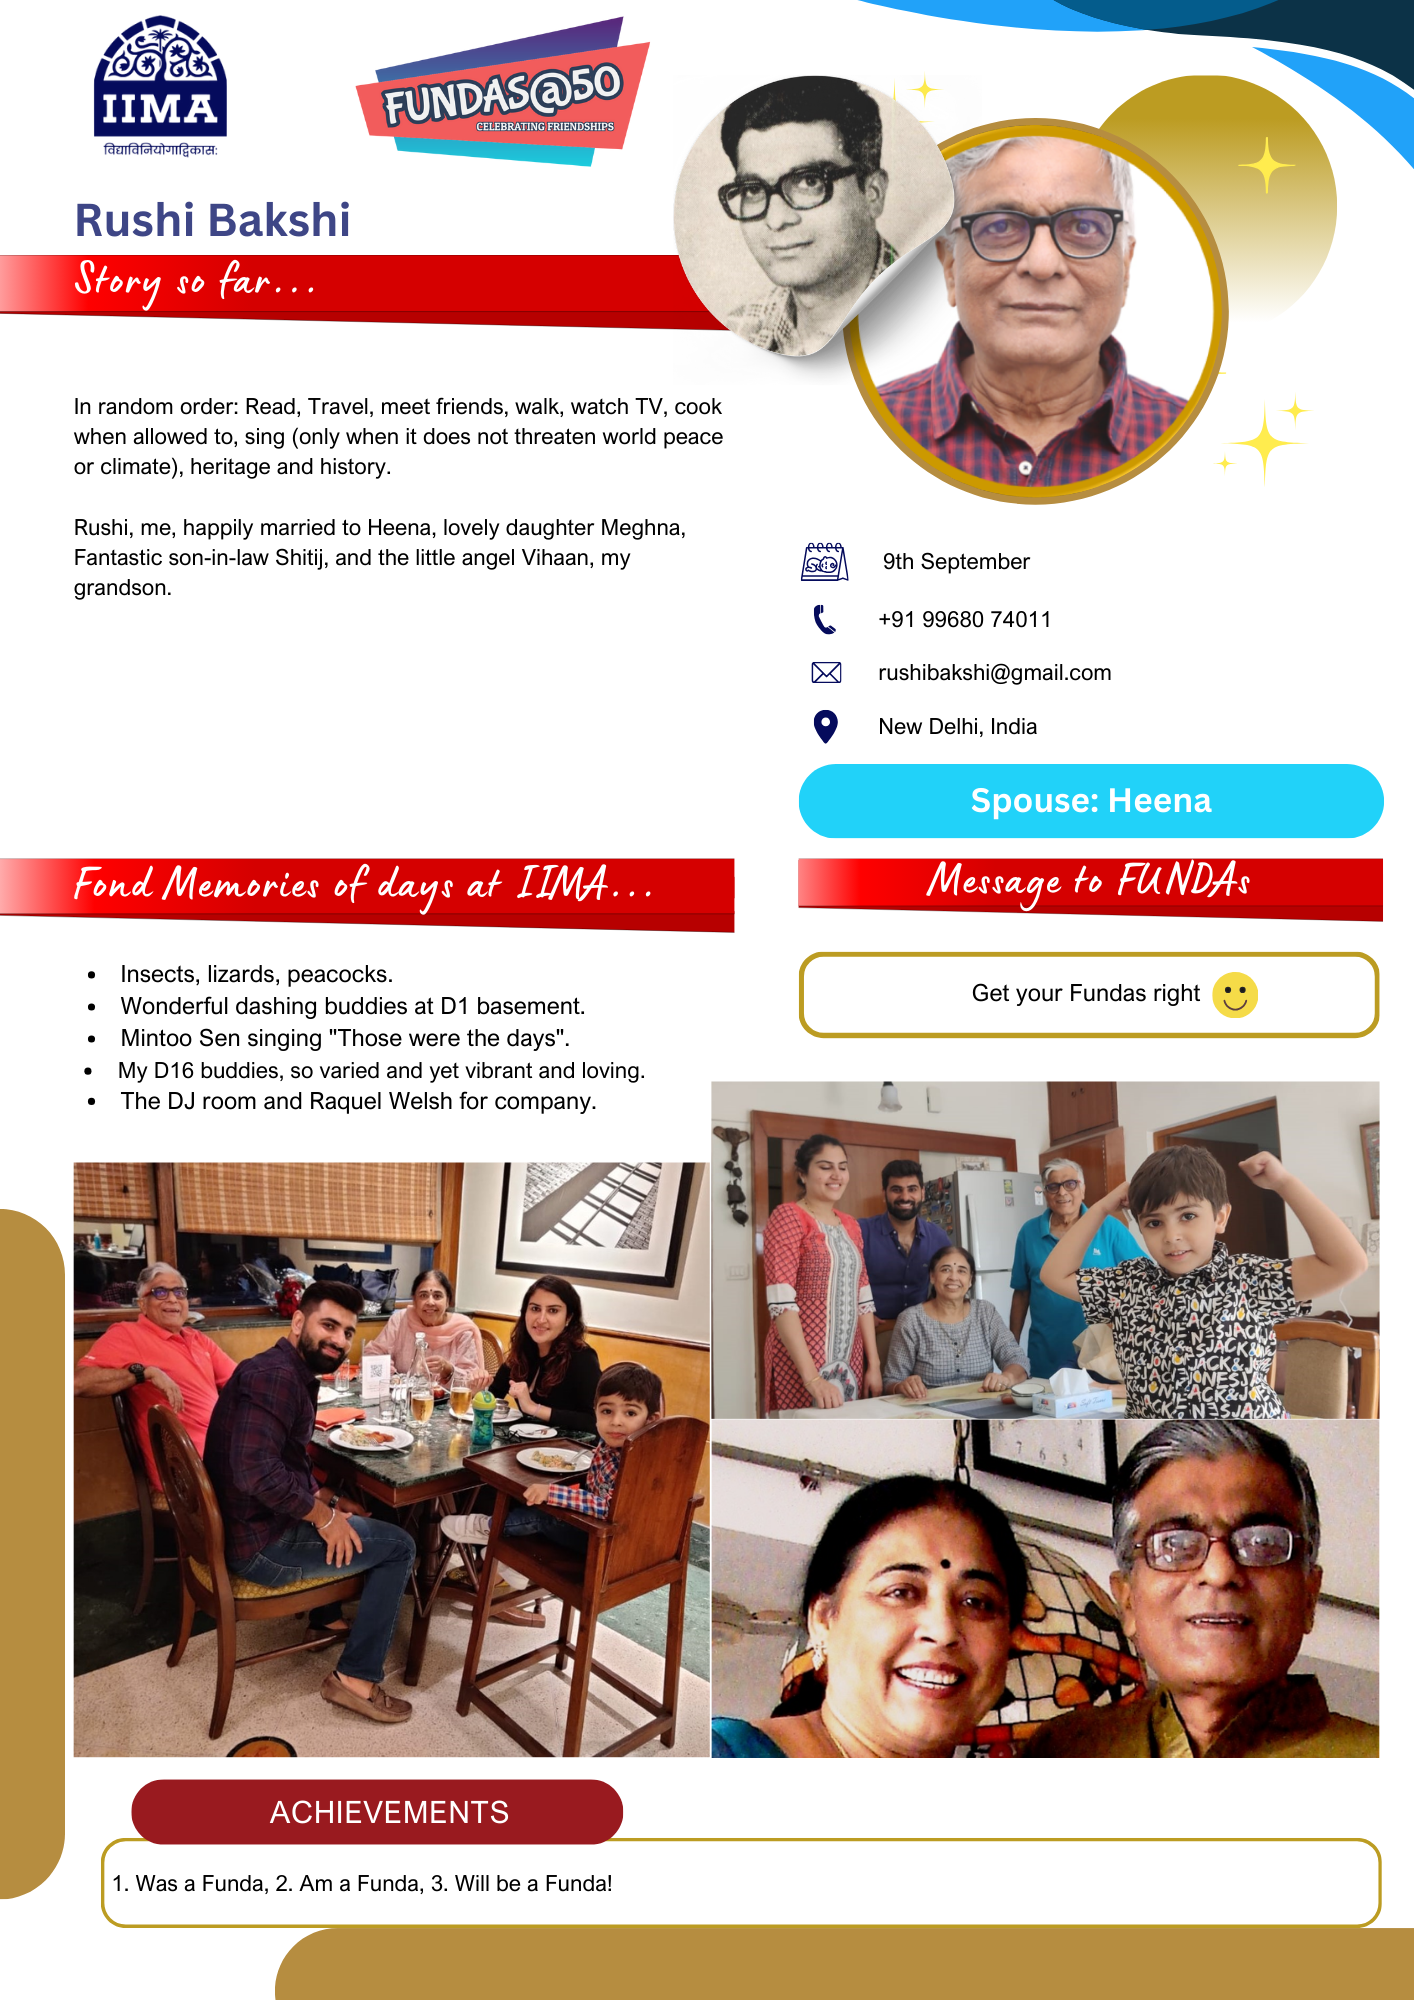 IIMA
विद्याविनियोगाद्विकास:
FUNDAS@50
CELEBRATING FRIENDSHIPS
Rushi Bakshi
Story so far...
In random order: Read, Travel, meet friends, walk, watch TV, cook
when allowed to, sing (only when it does not threaten world peace
or climate), heritage and history.
Rushi, me, happily married to Heena, lovely daughter Meghna,
Fantastic son-in-law Shitij, and the little angel Vihaan, my
grandson.
9th September
+91 99680 74011
rushibakshi@gmail.com
New Delhi, India
Spouse: Heena
Fond Memories of days at IIMA...
• Insects, lizards, peacocks.
• Wonderful dashing buddies at D1 basement.
• Mintoo Sen singing "Those were the days".
• My D16 buddies, so varied and yet vibrant and loving.
• The DJ room and Raquel Welsh for company.
Message to FUNDAs
Get your Fundas right
JACK & JONES
8 7 6 5
ACHIEVEMENTS
1. Was a Funda, 2. Am a Funda, 3. Will be a Funda!